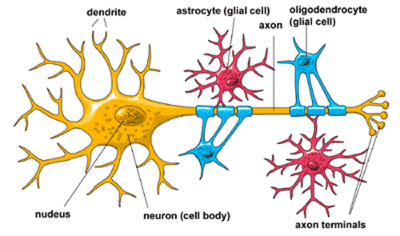 dendrite
astrocyte (glial cell)
axon
oligodendrocyte
(glial cell)
nudeus
neuron (cell body)
axon terminals